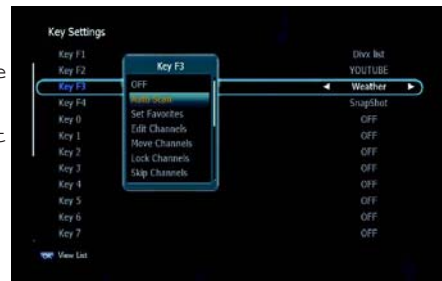 Key Settings
Key F1 Divx list
Key F2 YOUTUBE
Key F3 Weather
Key F4 SnapShot
Key 0 OFF
Key 1 OFF
Key 2 OFF
Key 3 OFF
Key 4 OFF
Key 5 OFF
Key 6 OFF
Key 7 OFF
Key F3
OFF
Auto Scan
Set Favorites
Edit Channels
Move Channels
Lock Channels
Skip Channels
View List